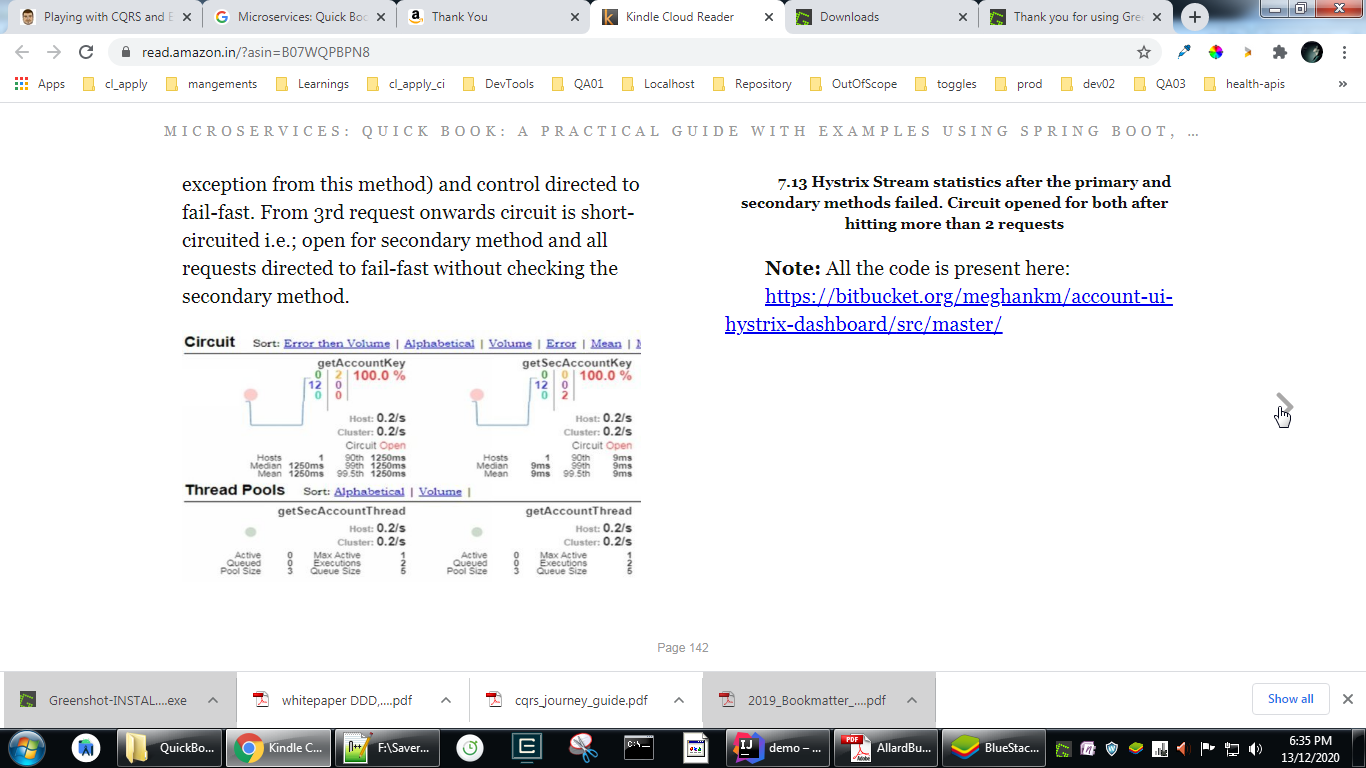 Playing with CQRS and E
Microservices: Quick Boo
Thank You
Kindle Cloud Reader
Downloads
Thank you for using Gre
read.amazon.in/?asin=B07WQPBPN8
Apps cl_apply mangements Learnings cl_apply_ci DevTools QA01 Localhost Repository OutOfScope toggles prod dev02 QA03 health-apis »
MICROSERVICES: QUICK BOOK: A PRACTICAL GUIDE WITH EXAMPLES USING SPRING BOOT, …
exception from this method) and control directed to
fail-fast. From 3rd request onwards circuit is short-
circuited i.e.; open for secondary method and all
requests directed to fail-fast without checking the
secondary method.
Circuit Sort: Error then Volume | Alphabetical | Volume | Error | Mean |
getAccountKey getSecAccountKey
0 2 100.0 % 0 0 100.0 %
12 0 12 0
0 0 0 2
Host: 0.2/s Host: 0.2/s
Cluster: 0.2/s Cluster: 0.2/s
Circuit Open Circuit Open
Hosts 1 90th 1250ms Hosts 1 90th 9ms
Median 1250ms 99th 1250ms Median 9ms 99th 9ms
Mean 1250ms 99.5th 1250ms Mean 9ms 99.5th 9ms
Thread Pools Sort: Alphabetical | Volume |
getSecAccountThread getAccountThread
Host: 0.2/s Host: 0.2/s
Cluster: 0.2/s Cluster: 0.2/s
Active 0 Max Active 1 Active 0 Max Active 1
Queued 0 Executions 2 Queued 0 Executions 2
Pool Size 3 Queue Size 5 Pool Size 3 Queue Size 5
7.13 Hystrix Stream statistics after the primary and
secondary methods failed. Circuit opened for both after
hitting more than 2 requests
Note: All the code is present here:
https://bitbucket.org/meghankm/account-ui-
hystrix-dashboard/src/master/
Page 142
Greenshot-INSTAL....exe
whitepaper DDD,....pdf
cqrs_journey_guide.pdf
2019_Bookmatter_....pdf
Show all
QuickBo...
Kindle C...
F:\Saver...
demo – ...
AllardBu...
BlueStac...
6:35 PM
13/12/2020